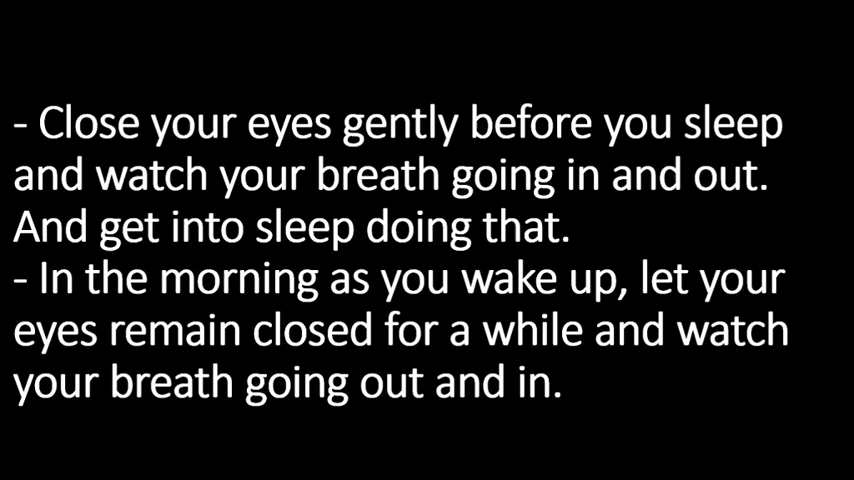 - Close your eyes gently before you sleep
and watch your breath going in and out.
And get into sleep doing that.
- In the morning as you wake up, let your
eyes remain closed for a while and watch
your breath going out and in.